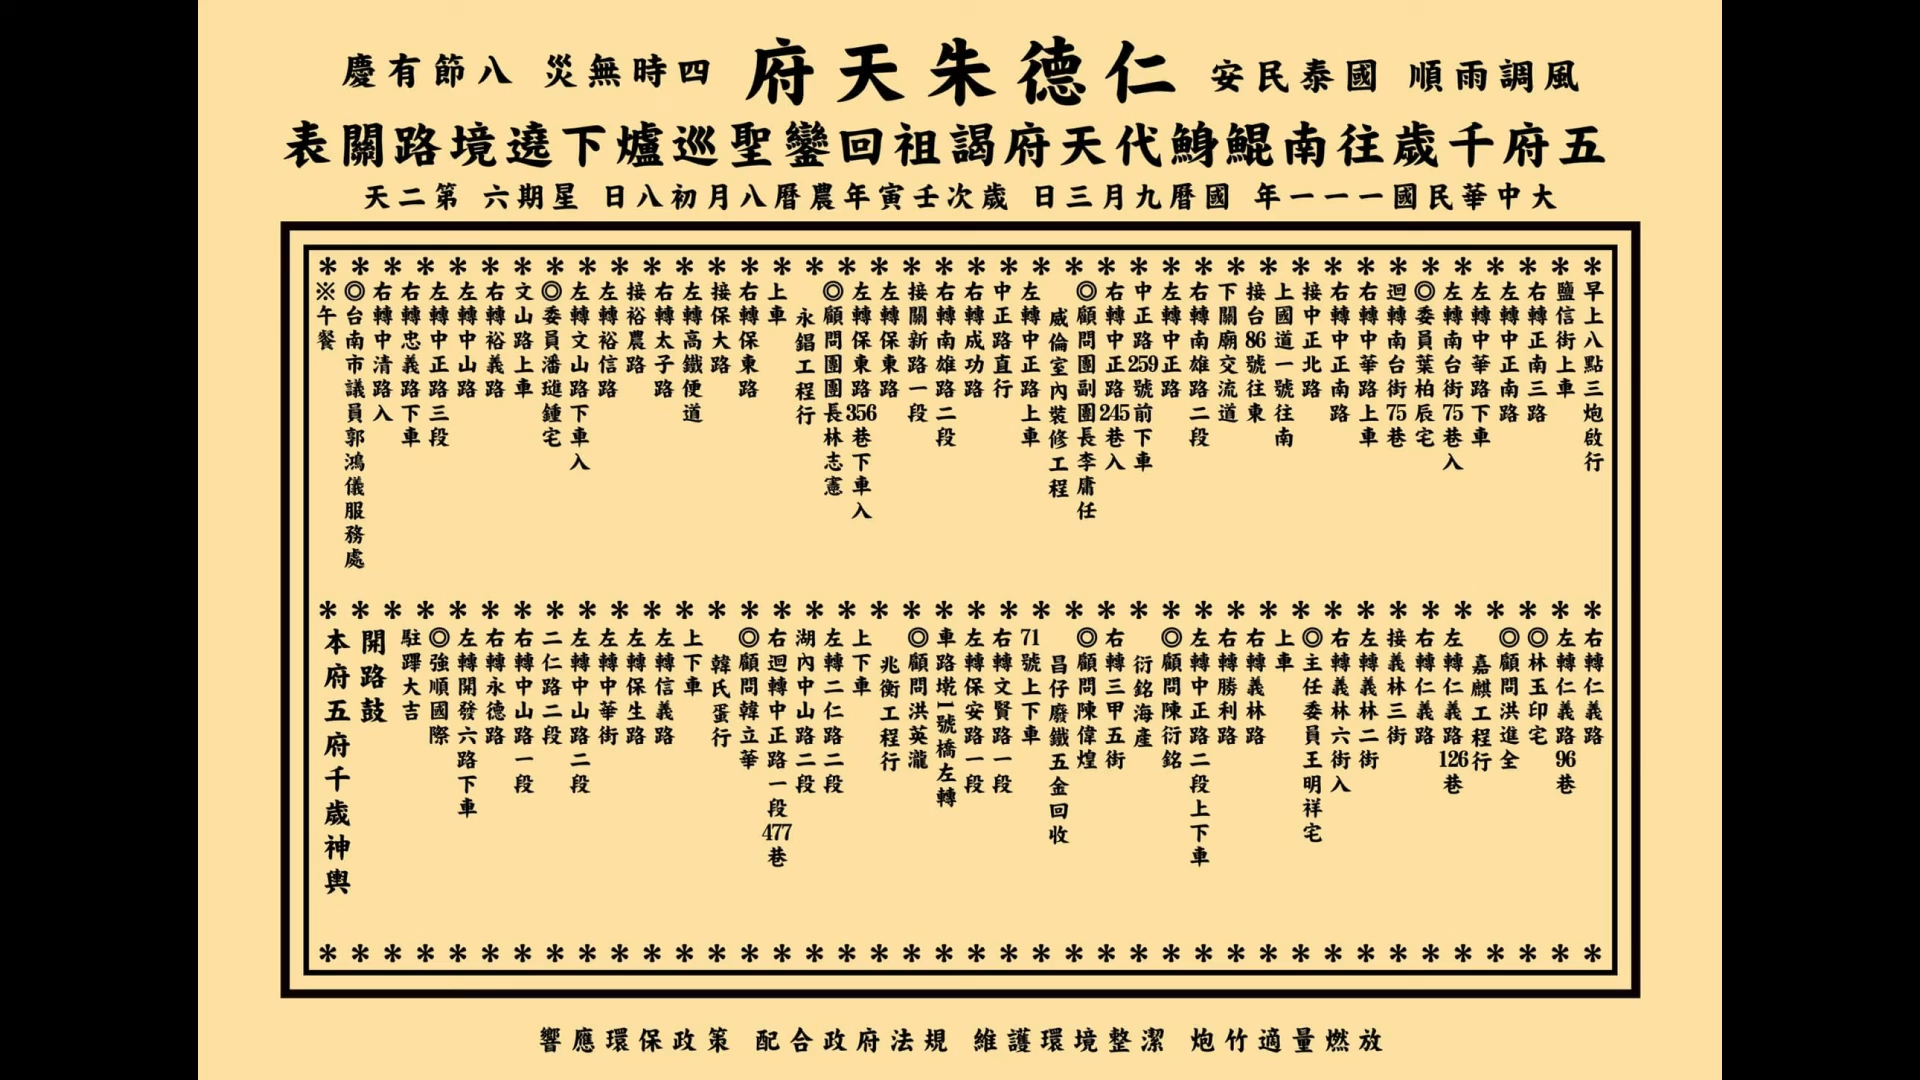 風調雨順 國泰民安 仁德朱天府 四時無災 八節有慶
五府千歲往南鯤鯓代天府謁祖回鑾聖巡爐下遶境路關表
大中華民國一一一年 國曆九月三日 歲次壬寅年農曆八月初八日 星期六 第二天
早上八點三炮啟行
鹽信街上車
右轉正南三路
左轉中正南路
左轉中華路下車
左轉南台街75巷入
◎委員葉柏辰宅
迴轉南台街75巷
右轉中華路上車
右轉中正南路
接中正北路
上國道一號往南
接台86號往東
下關廟交流道
右轉南雄路二段
左轉中正路
中正路259號前下車
右轉中正路245巷入
◎顧問團副團長李庸任
威倫室內裝修工程
左轉中正路上車
中正路直行
右轉成功路
右轉南雄路二段
接關新路一段
左轉保東路
左轉保東路356巷下車入
◎顧問團團長林志憲
永錩工程行
上車
右轉保東路
接保大路
左轉高鐵便道
右轉太子路
接裕農路
左轉裕信路
左轉文山路下車入
◎委員潘璡鍾宅
文山路上車
右轉裕義路
左轉中山路
左轉中正路三段
右轉忠義路下車
右轉中清路入
◎台南市議員郭鴻儀服務處
※午餐
右轉仁義路
左轉仁義路96巷
◎林玉印宅
◎顧問洪進全
嘉麒工程行
左轉仁義路126巷
右轉仁義路
接義林三街
左轉義林二街
右轉義林六街入
◎主任委員王明祥宅
上車
右轉義林路
右轉勝利路
左轉中正路二段上下車
◎顧問陳衍銘
衍銘海產
右轉三甲五街
◎顧問陳偉煌
昌仔廢鐵五金回收
71號上下車
右轉文賢路一段
左轉保安路一段
車路墘1號橋左轉
◎顧問洪英瀧
兆衡工程行
上下車
左轉二仁路二段
湖內中山路二段
右迴轉中正路一段477巷
◎顧問韓立華
韓氏蛋行
上下車
左轉信義路
左轉保生路
左轉中華街
左轉中山路二段
二仁路二段
右轉中山路一段
右轉永德路
左轉開發六路下車
◎強順國際
駐蹕大吉
開路鼓
本府五府千歲神輿
響應環保政策 配合政府法規 維護環境整潔 炮竹適量燃放